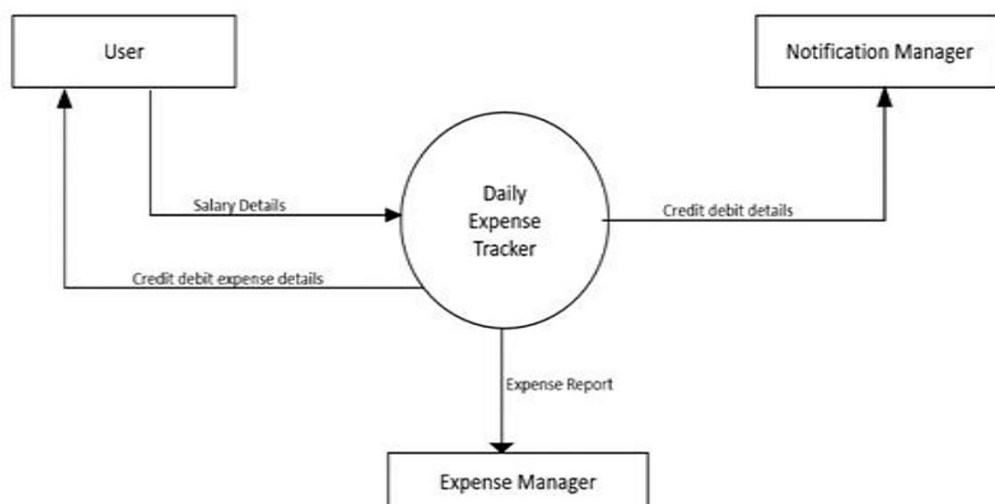 User
Notification Manager
Daily
Expense
Tracker
Salary Details
Credit debit details
Credit debit expense details
Expense Report
Expense Manager